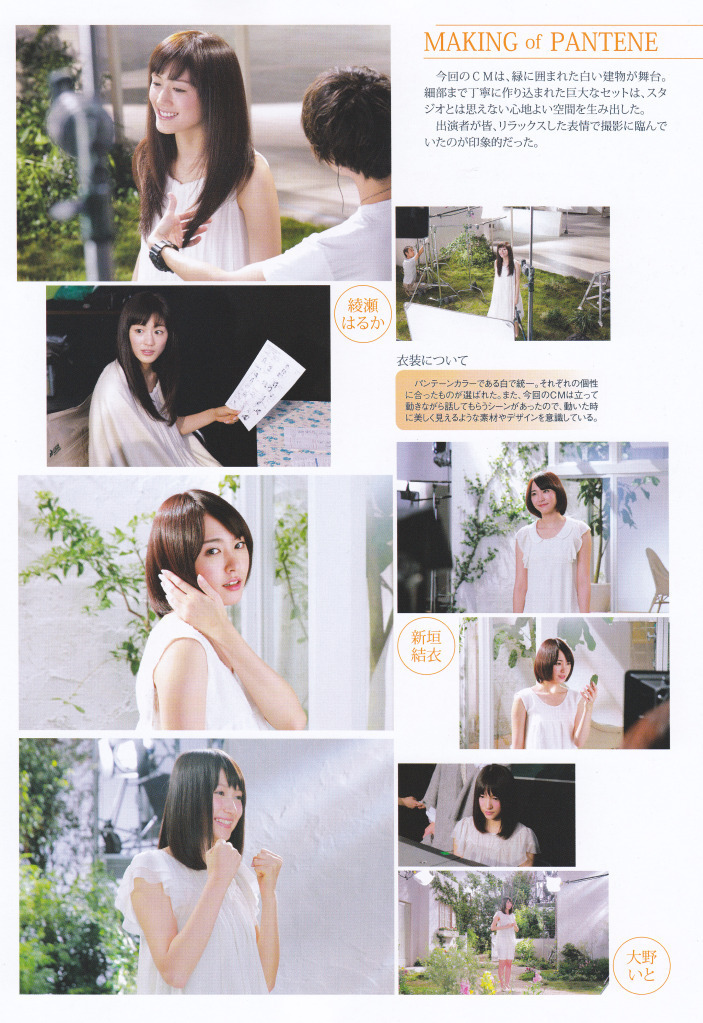 MAKING of PANTENE
今回のCMは、緑に囲まれた白い建物が舞台。
細部まで丁寧に作り込まれた巨大なセットは、スタ
ジオとは思えない心地よい空間を生み出した。
出演者が皆、リラックスした表情で撮影に臨んで
いたのが印象的だった。
綾瀬
はるか
衣装について
パンテーンカラーである白で統一。それぞれの個性
に合ったものが選ばれた。また、今回のCMは立って
動きながら話してもらうシーンがあったので、動いた時
に美しく見えるような素材やデザインを意識している。
新垣
結衣
大野
いと